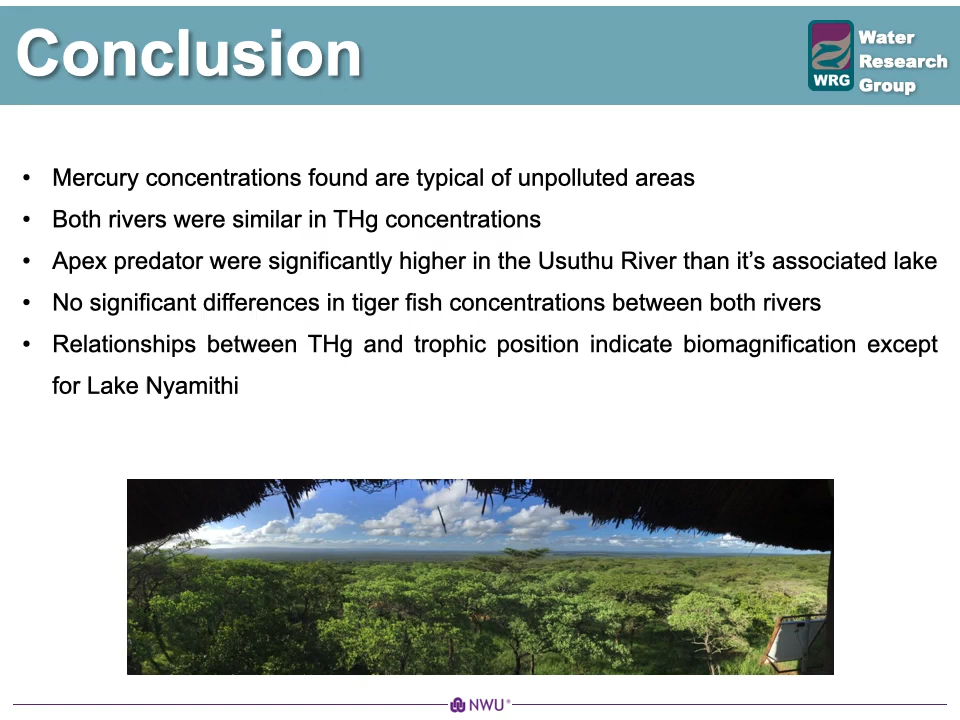 Conclusion
WRG
Water
Research
Group
• Mercury concentrations found are typical of unpolluted areas
• Both rivers were similar in THg concentrations
• Apex predator were significantly higher in the Usuthu River than it’s associated lake
• No significant differences in tiger fish concentrations between both rivers
• Relationships between THg and trophic position indicate biomagnification except
for Lake Nyamithi
NWU®